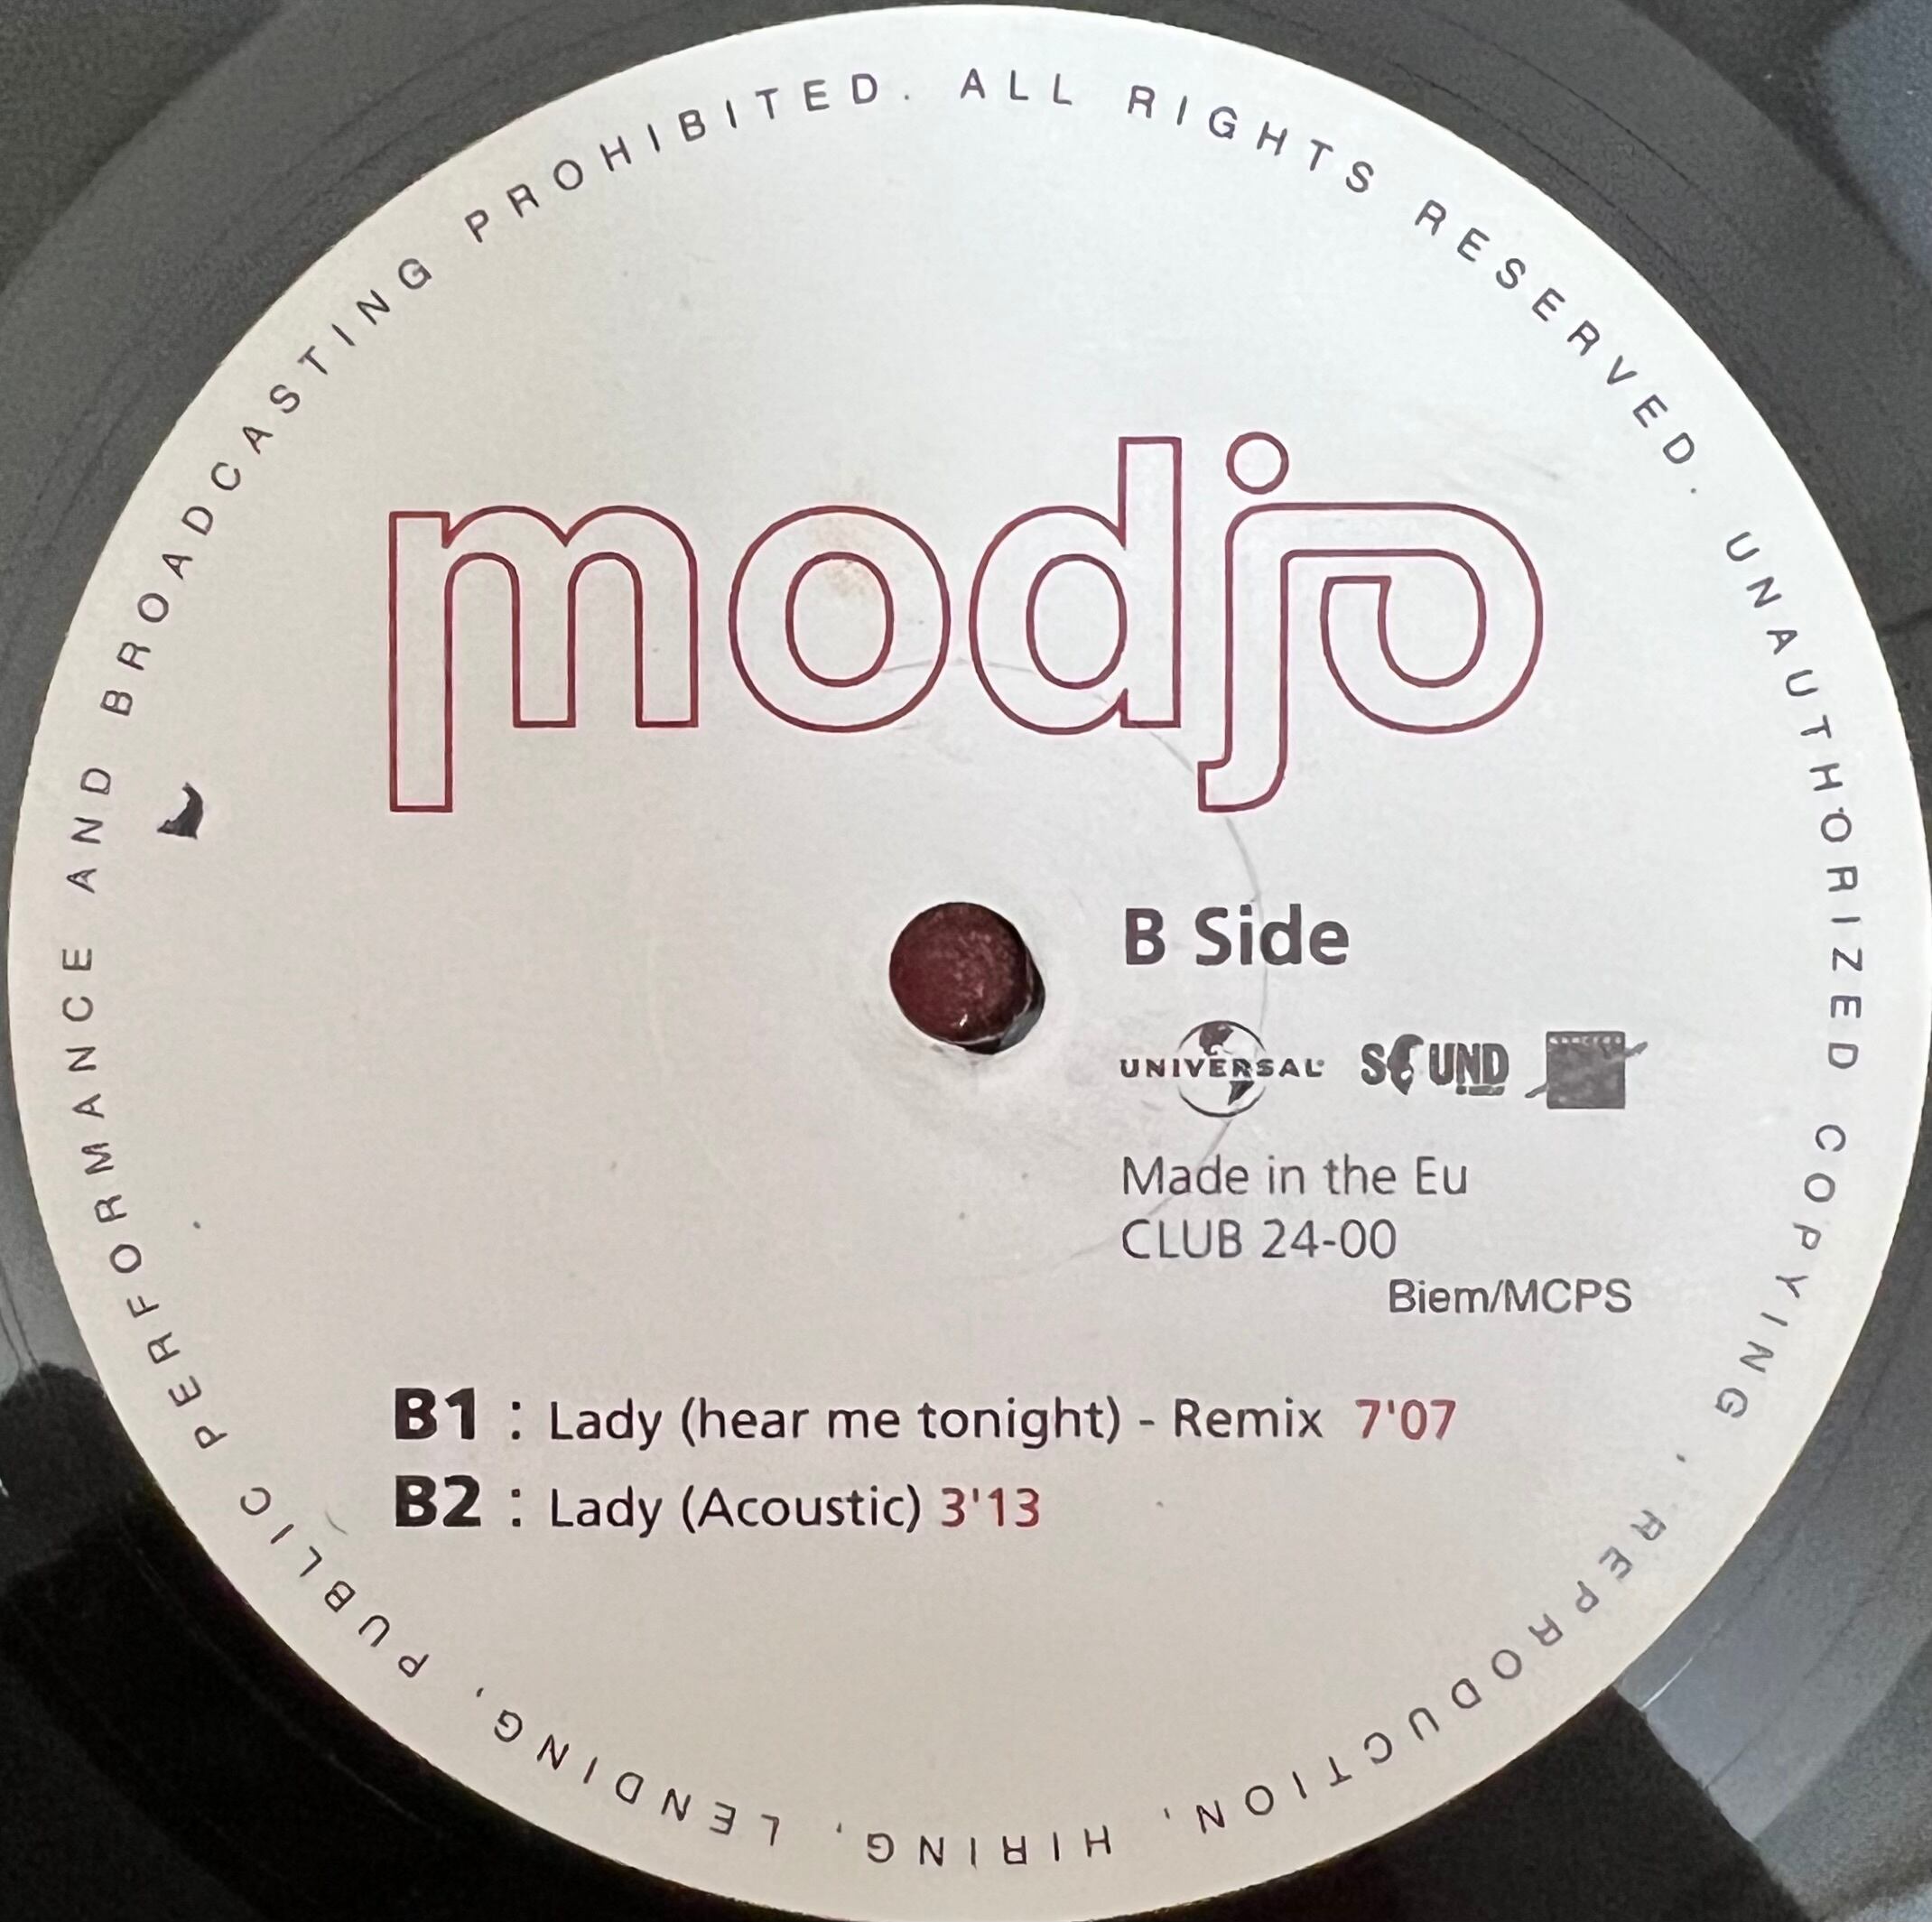 modjo
B Side
UNIVERSAL
SOUND
Made in the Eu
CLUB 24-00
Biem/MCPS
B1 : Lady (hear me tonight) - Remix 7'07
B2 : Lady (Acoustic) 3'13
ALL RIGHTS RESERVED. UNAUTHORIZED COPYING, REPRODUCTION, HIRING, LENDING, PUBLIC PERFORMANCE AND BROADCASTING PROHIBITED.